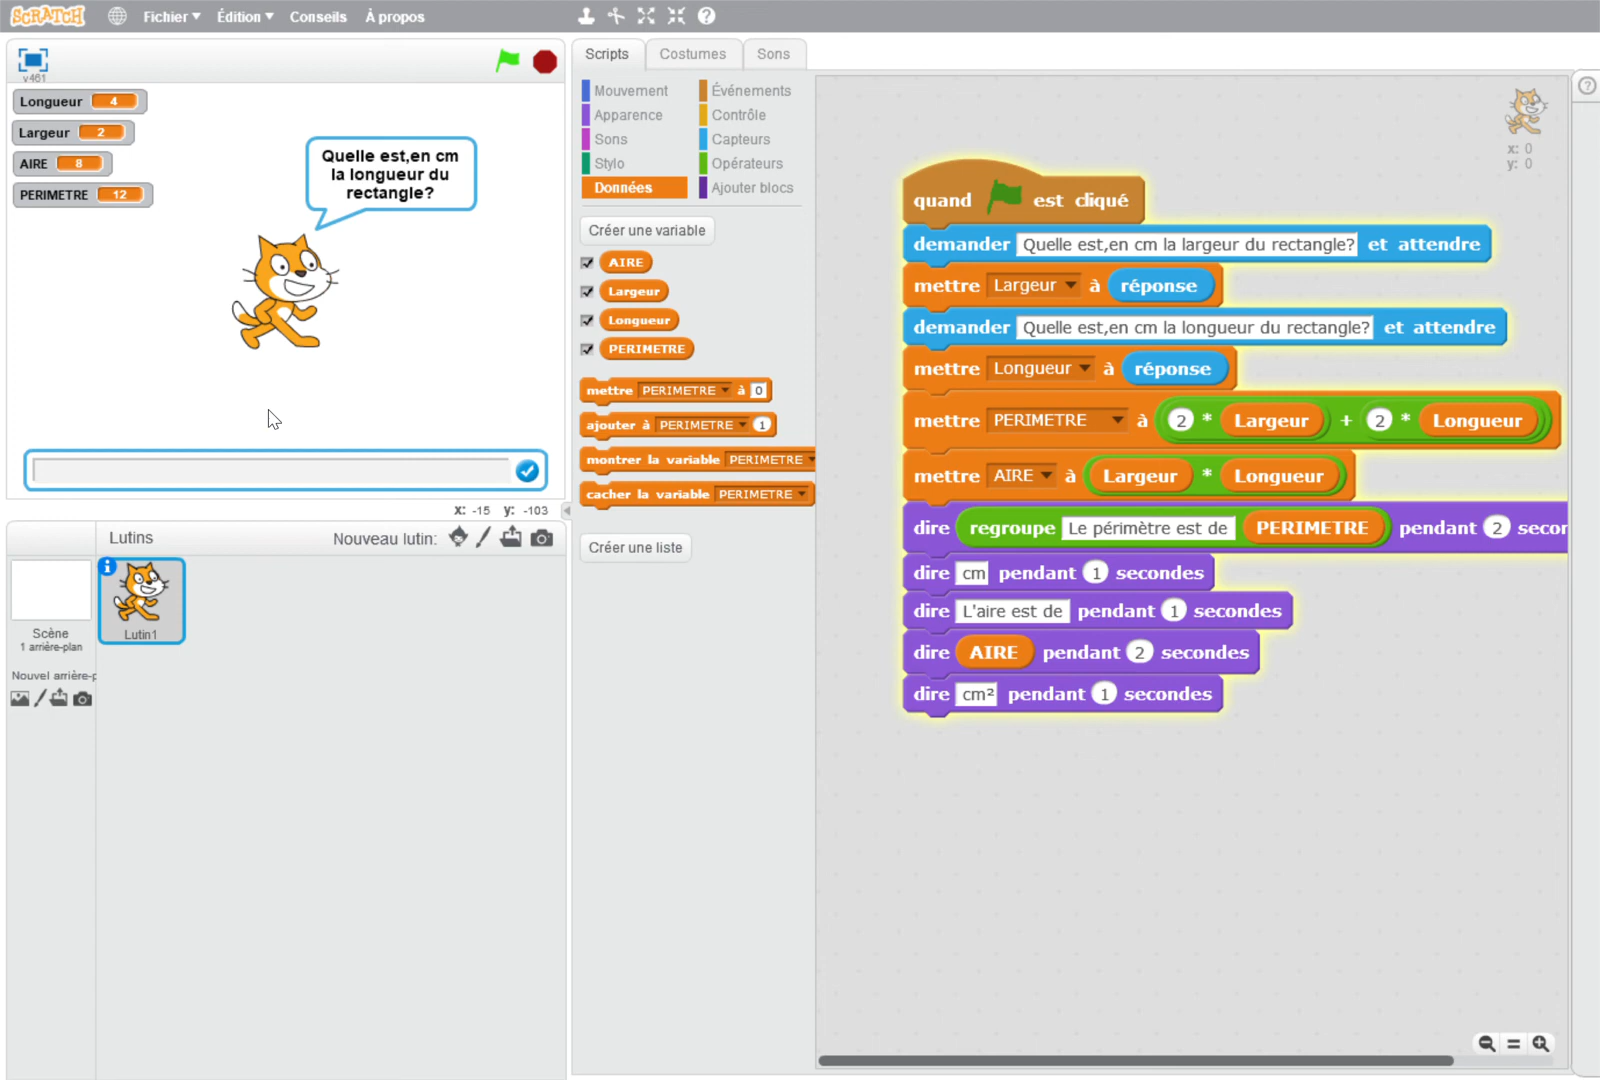 SCRATCH Fichier Édition Conseils À propos
v461
Longueur 4
Largeur 2
AIRE 8
PERIMETRE 12
Quelle est,en cm
la longueur du
rectangle?
x: -15 y: -103
Lutins Nouveau lutin:
Scène
1 arrière-plan
Nouvel arrière-p
Lutin1
Scripts Costumes Sons
Mouvement Événements
Apparence Contrôle
Sons Capteurs
Stylo Opérateurs
Données Ajouter blocs
Créer une variable
AIRE
Largeur
Longueur
PERIMETRE
mettre PERIMETRE à 0
ajouter à PERIMETRE 1
montrer la variable PERIMETRE
cacher la variable PERIMETRE
Créer une liste
x: 0
y: 0
quand est cliqué
demander Quelle est,en cm la largeur du rectangle? et attendre
mettre Largeur à réponse
demander Quelle est,en cm la longueur du rectangle? et attendre
mettre Longueur à réponse
mettre PERIMETRE à 2 * Largeur + 2 * Longueur
mettre AIRE à Largeur * Longueur
dire regroupe Le périmètre est de PERIMETRE pendant 2 secon
dire cm pendant 1 secondes
dire L'aire est de pendant 1 secondes
dire AIRE pendant 2 secondes
dire cm² pendant 1 secondes